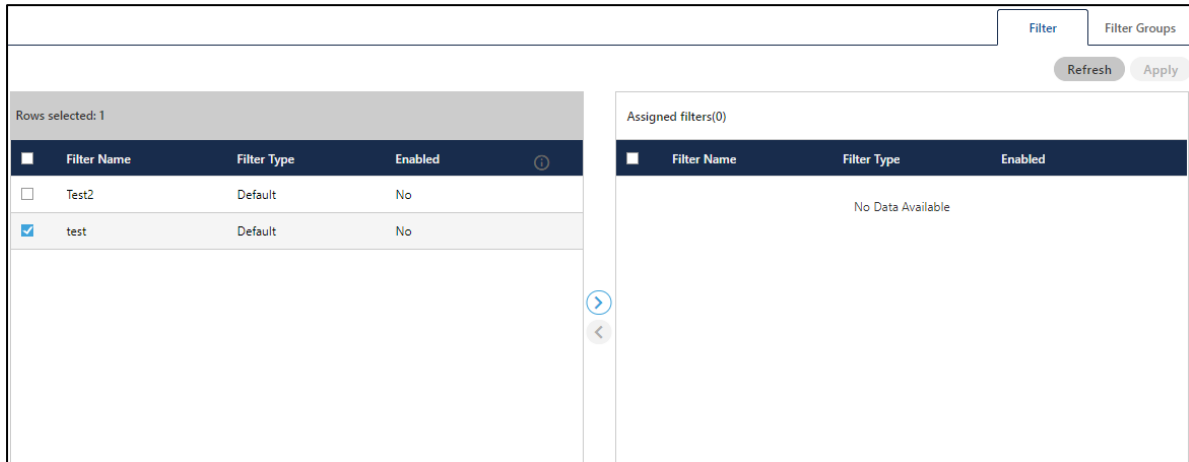 Filter Filter Groups
Refresh Apply
Rows selected: 1
Filter Name Filter Type Enabled
Test2 Default No
test Default No
Assigned filters(0)
Filter Name Filter Type Enabled
No Data Available